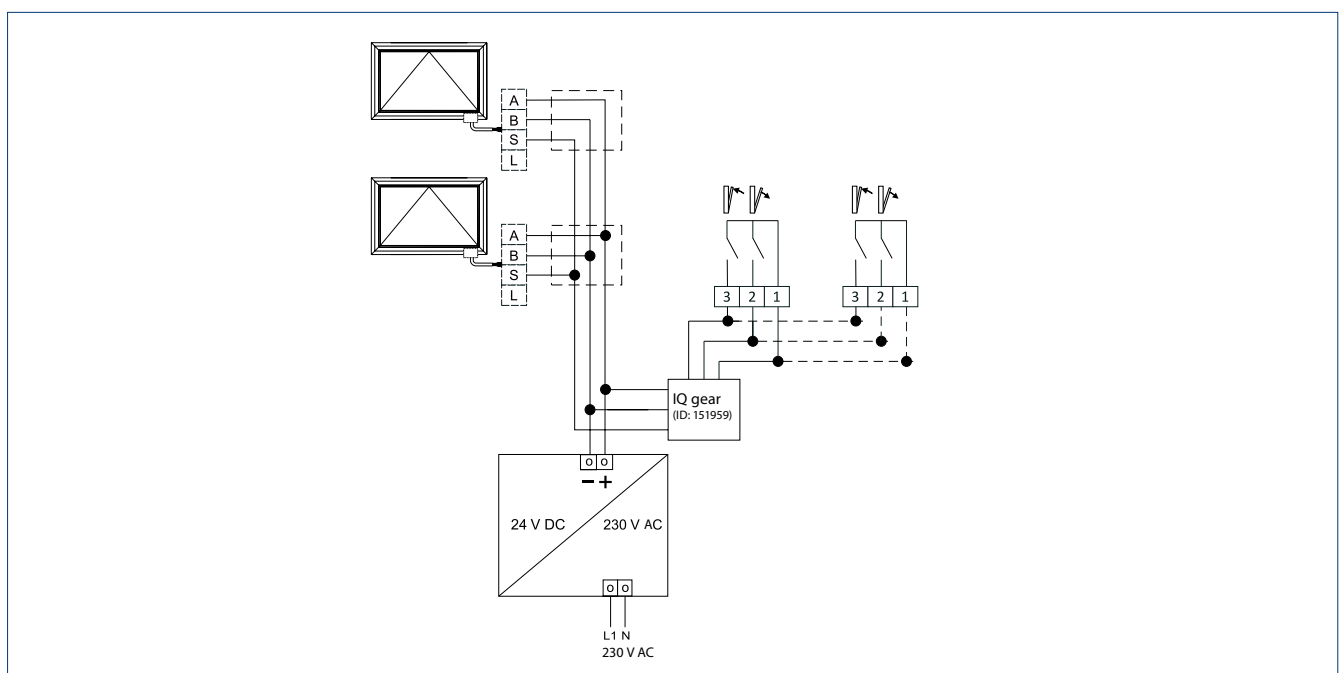 A
B
S
L
A
B
S
L
3 2 1
3 2 1
IQ gear
(ID: 151959)
o o
− +
24 V DC
230 V AC
o o
L1 N
230 V AC